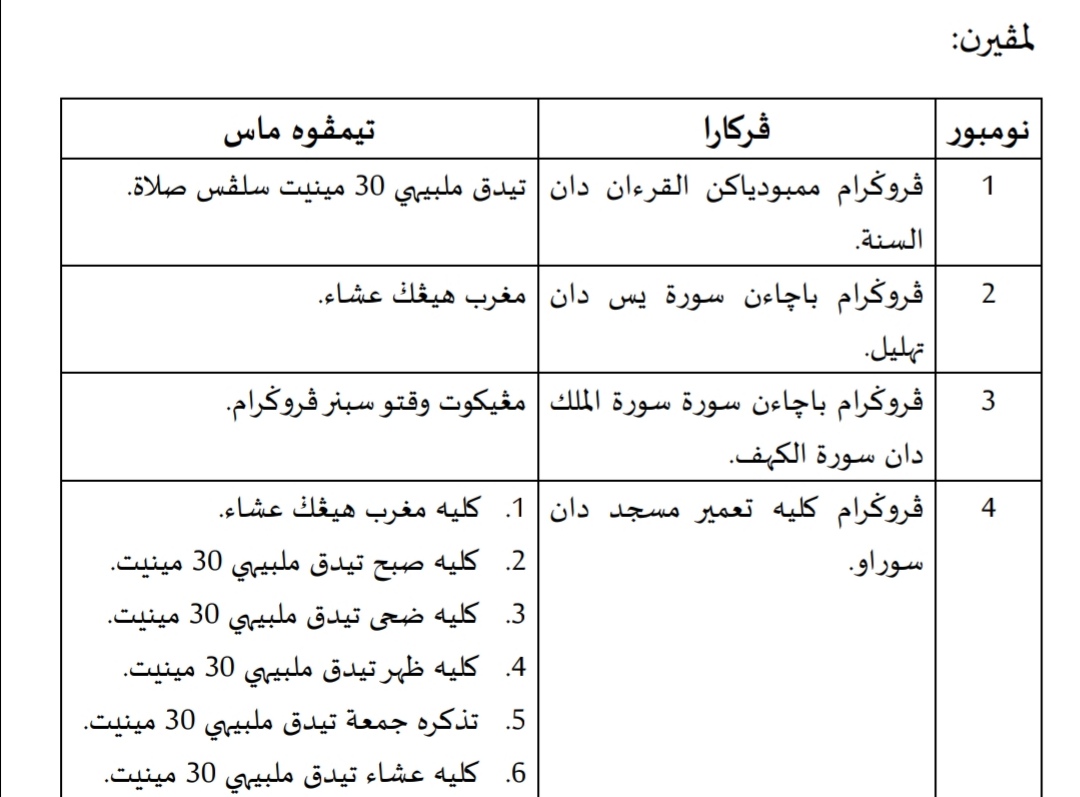 لمڤيرن:
نومبور ڤركارا تيمڤوه ماس
1 ڤروݢرام ممبودياكن القرءان دان تيدق ملبيهي 30 مينيت سلڤس صلاة.
السنة.
2 ڤروݢرام باچاءن سورة يس دان مغرب هيڠݢ عشاء.
تهليل.
3 ڤروݢرام باچاءن سورة سورة الملك مڠيكوت وقتو سبنر ڤروݢرام.
دان سورة الكهف.
4 ڤروݢرام كليه تعمير مسجد دان 1. كليه مغرب هيڠݢ عشاء.
سوراو. 2. كليه صبح تيدق ملبيهي 30 مينيت.
3. كليه ضحى تيدق ملبيهي 30 مينيت.
4. كليه ظهر تيدق ملبيهي 30 مينيت.
5. تذكره جمعة تيدق ملبيهي 30 مينيت.
6. كليه عشاء تيدق ملبيهي 30 مينيت.